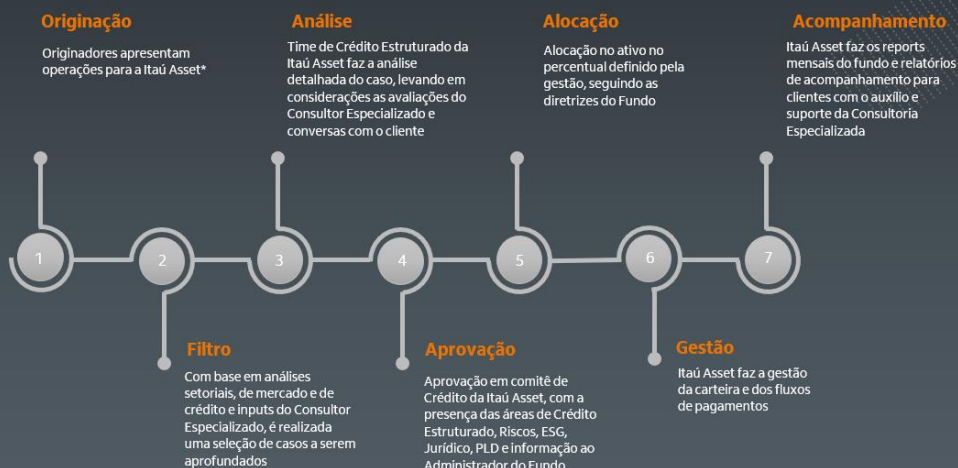 Originação
Originadores apresentam
operações para a Itaú Asset*
1
Filtro
Com base em análises
setoriais, de mercado e de
crédito e inputs do Consultor
Especializado, é realizada
uma seleção de casos a serem
aprofundados
2
Análise
Time de Crédito Estruturado da
Itaú Asset faz a análise
detalhada do caso, levando em
considerações as avaliações do
Consultor Especializado e
conversas com o cliente
3
Aprovação
Aprovação em comitê de
Crédito da Itaú Asset, com a
presença das áreas de Crédito
Estruturado, Riscos, ESG,
Jurídico, PLD e informação ao
Administrador do Fundo
4
Alocação
Alocação no ativo no
percentual definido pela
gestão, seguindo as
diretrizes do Fundo
5
Gestão
Itaú Asset faz a gestão
da carteira e dos fluxos
de pagamentos
6
Acompanhamento
Itaú Asset faz os reports
mensais do fundo e relatórios
de acompanhamento para
clientes com o auxílio e
suporte da Consultoria
Especializada
7